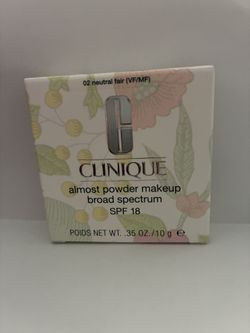 02 neutral fair (VF/MF)
CLINIQUE
almost powder makeup
broad spectrum
SPF 18
POIDS NET WT. .35 OZ./10 g ℮